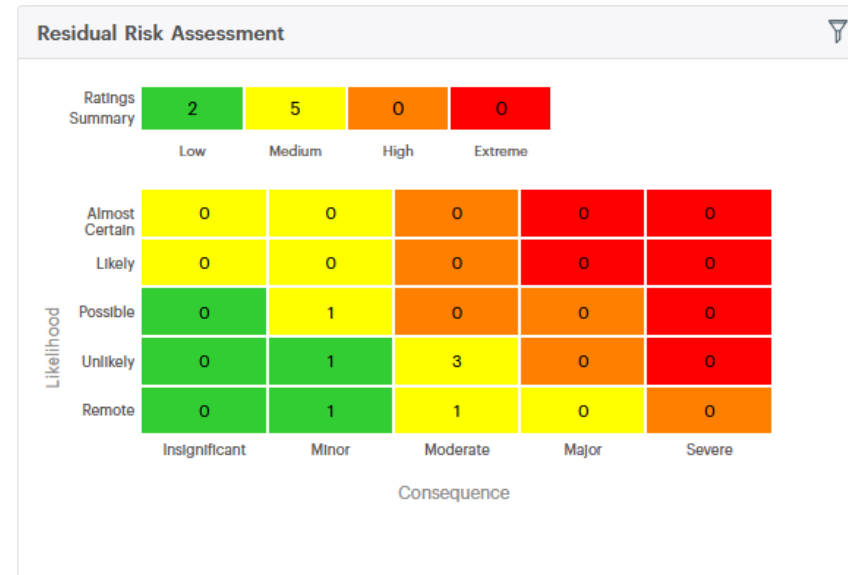 Residual Risk Assessment
Ratings
Summary
2 5 0 0
Low Medium High Extreme
Almost
Certain
0 0 0 0 0
Likely 0 0 0 0 0
Possible 0 1 0 0 0
Unlikely 0 1 3 0 0
Remote 0 1 1 0 0
Likelihood
Insignificant Minor Moderate Major Severe
Consequence